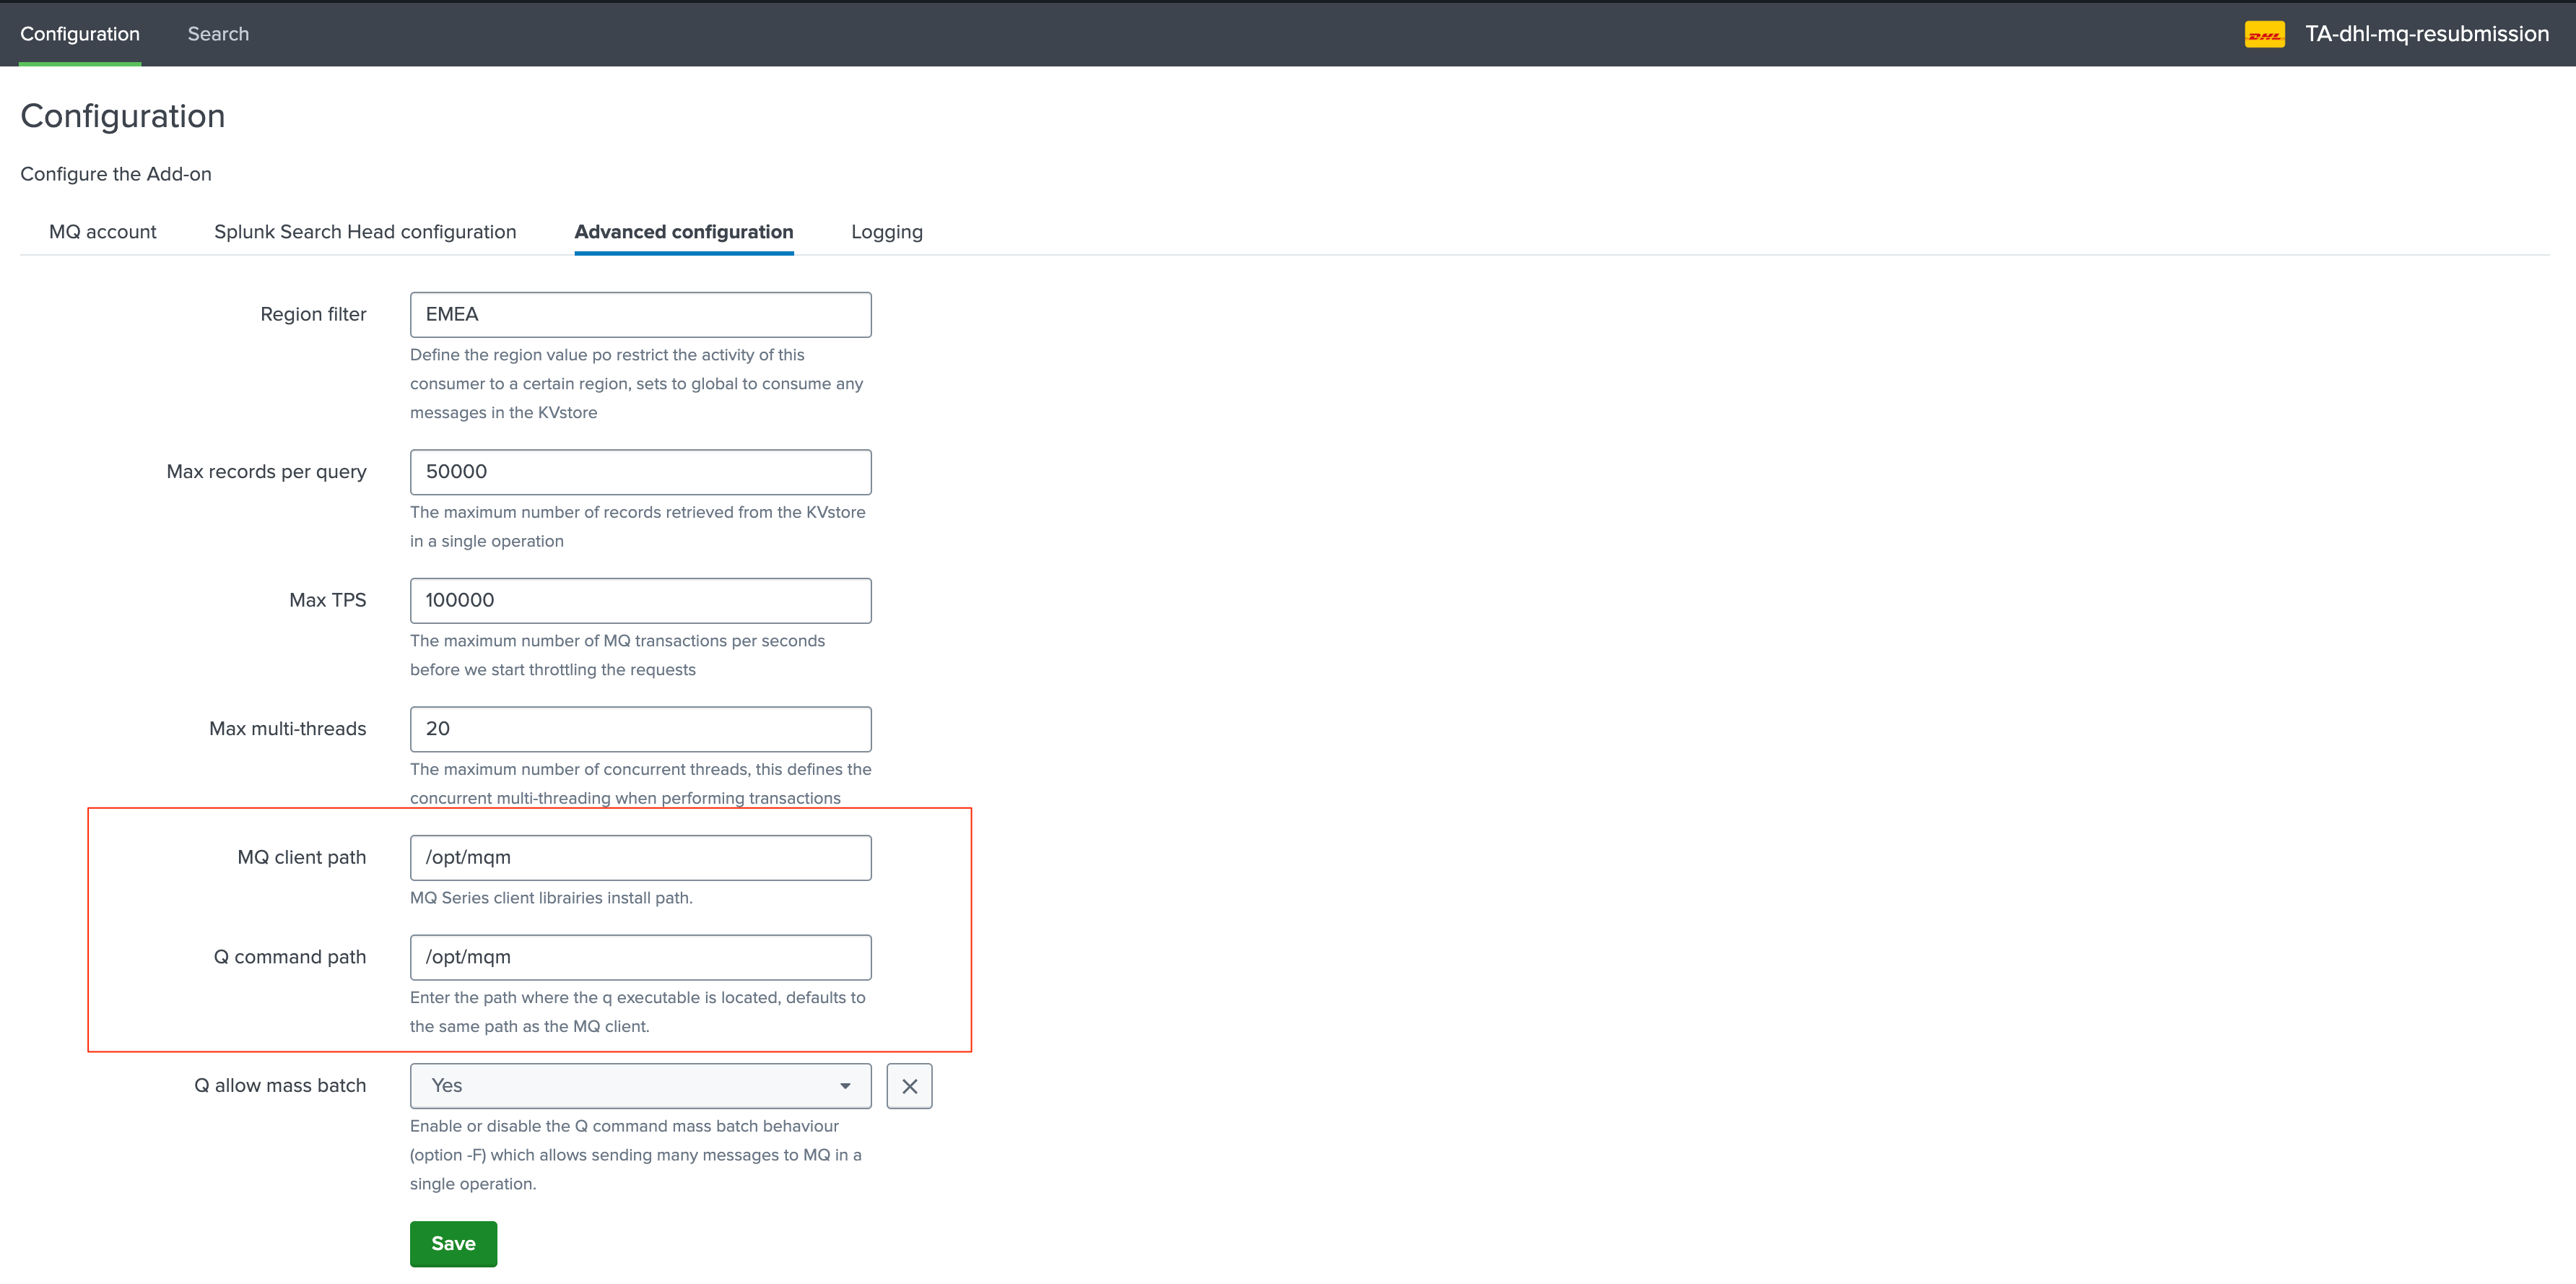 Configuration Search DHL TA-dhl-mq-resubmission
Configuration
Configure the Add-on
MQ account Splunk Search Head configuration Advanced configuration Logging
Region filter EMEA
Define the region value po restrict the activity of this
consumer to a certain region, sets to global to consume any
messages in the KVstore
Max records per query 50000
The maximum number of records retrieved from the KVstore
in a single operation
Max TPS 100000
The maximum number of MQ transactions per seconds
before we start throttling the requests
Max multi-threads 20
The maximum number of concurrent threads, this defines the
concurrent multi-threading when performing transactions
MQ client path /opt/mqm
MQ Series client librairies install path.
Q command path /opt/mqm
Enter the path where the q executable is located, defaults to
the same path as the MQ client.
Q allow mass batch Yes
Enable or disable the Q command mass batch behaviour
(option -F) which allows sending many messages to MQ in a
single operation.
Save